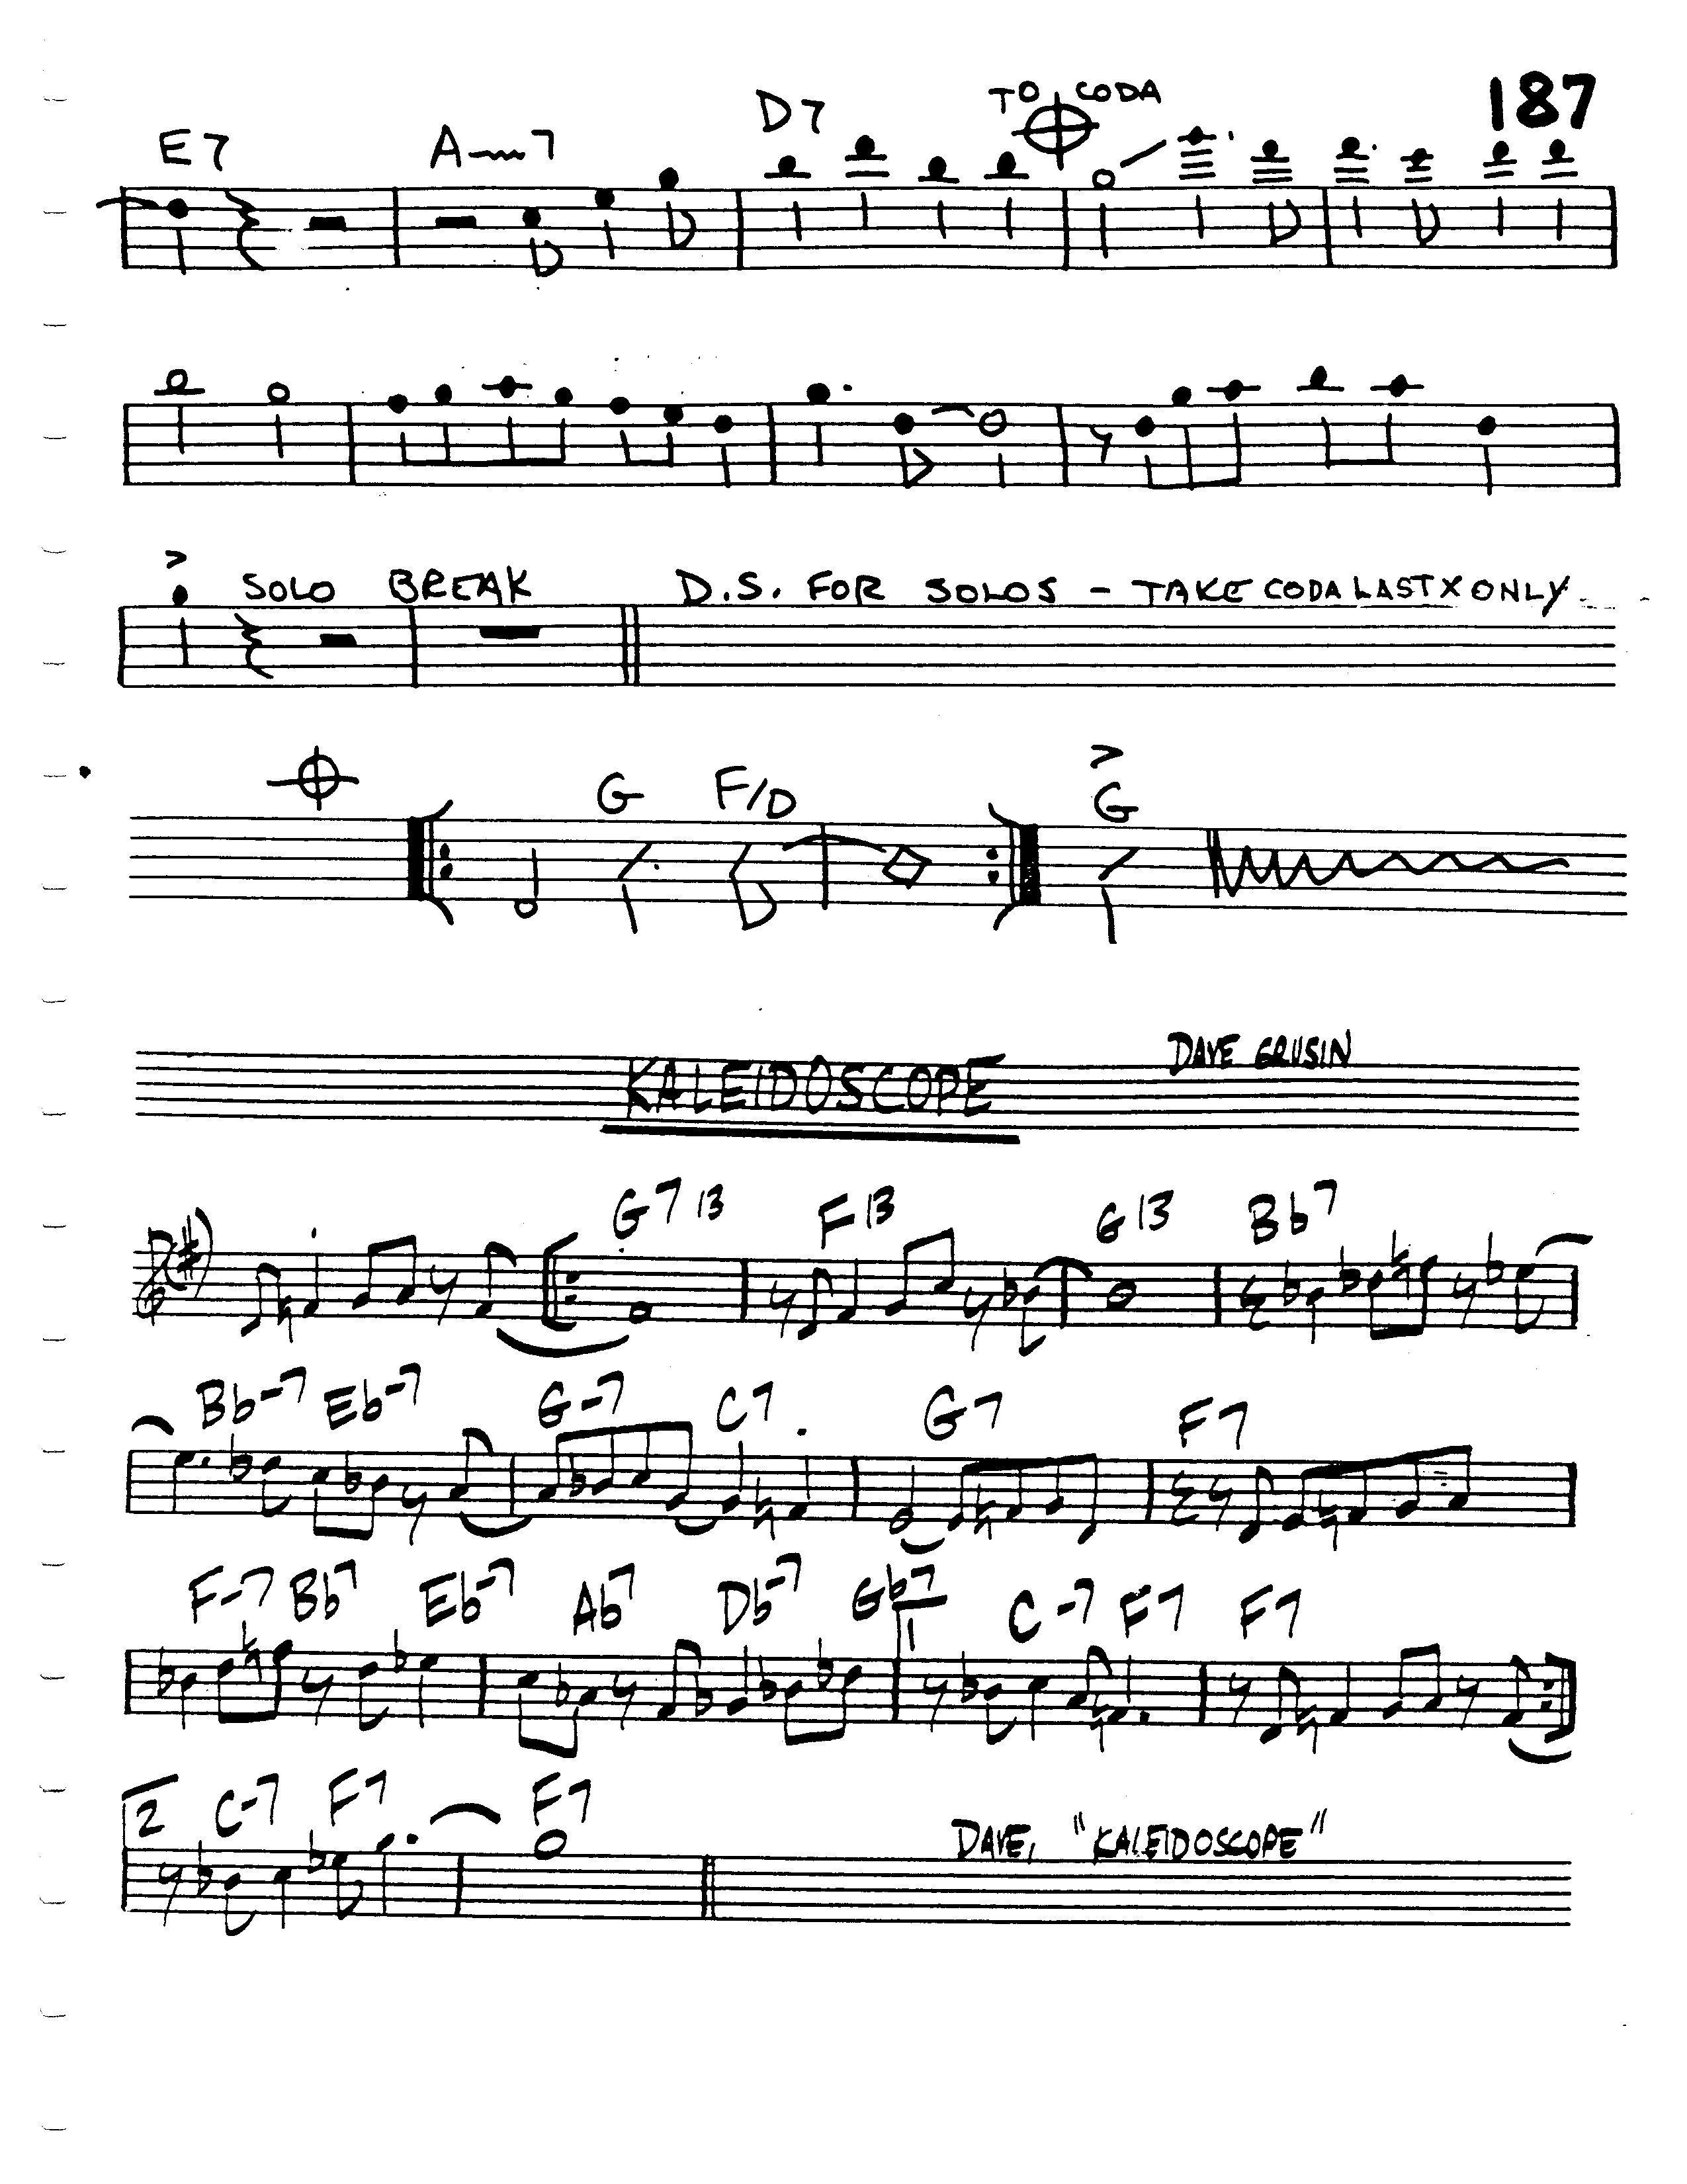 187
TO CODA
E7 A-7 D7
SOLO BREAK D.S. FOR SOLOS - TAKE CODA LAST X ONLY
G F/D G
KALEIDOSCOPE DAVE GRUSIN
G7 13 F13 G13 Bb7
Bb-7 Eb-7 G-7 C7 G7 F7
F-7 Bb7 Eb-7 Ab7 Db-7 Gb7 1 C-7 F7 F7
2 C-7 F7 F7
DAVE, "KALEIDOSCOPE"